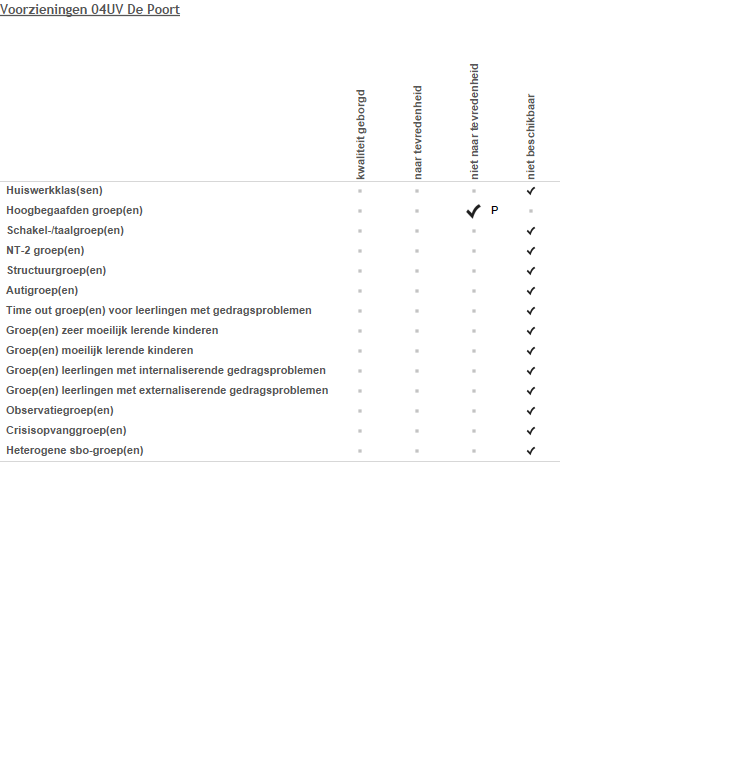 Voorzieningen 04UV De Poort
kwaliteit geborgd
naar tevredenheid
niet naar tevredenheid
niet beschikbaar
Huiswerkklas(sen)
Hoogbegaafden groep(en) P
Schakel-/taalgroep(en)
NT-2 groep(en)
Structuurgroep(en)
Autigroep(en)
Time out groep(en) voor leerlingen met gedragsproblemen
Groep(en) zeer moeilijk lerende kinderen
Groep(en) moeilijk lerende kinderen
Groep(en) leerlingen met internaliserende gedragsproblemen
Groep(en) leerlingen met externaliserende gedragsproblemen
Observatiegroep(en)
Crisisopvanggroep(en)
Heterogene sbo-groep(en)